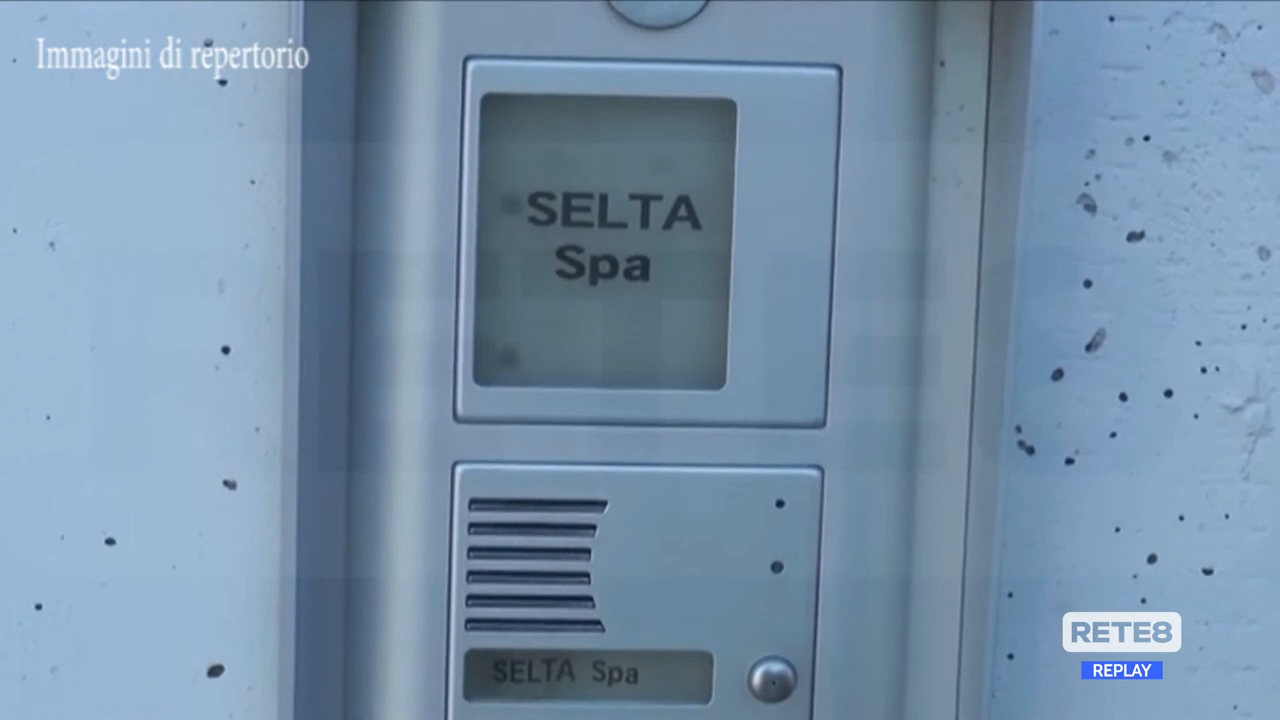 Immagini di repertorio
SELTA
Spa
SELTA Spa
RETE8
REPLAY